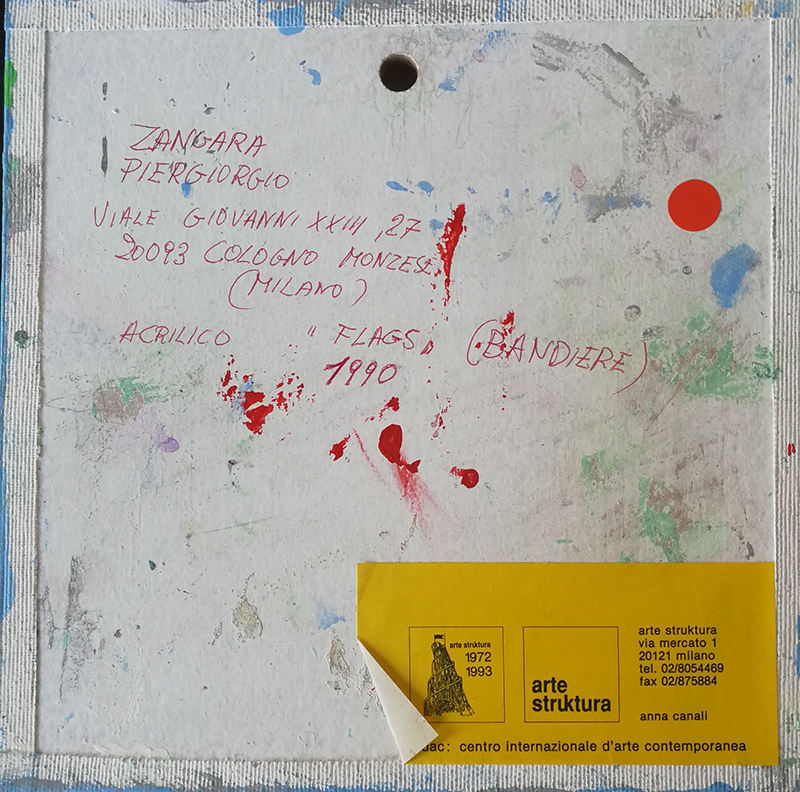 ZANGARA
PIERGIORGIO
VIALE GIOVANNI XXIII, 27
20093 COLOGNO MONZESE
(MILANO)
ACRILICO " FLAGS " (BANDIERE)
1990
arte struktura
1972
1993
arte
struktura
arte struktura
via mercato 1
20121 milano
tel. 02/8054469
fax 02/875884
anna canali
centro internazionale d'arte contemporanea